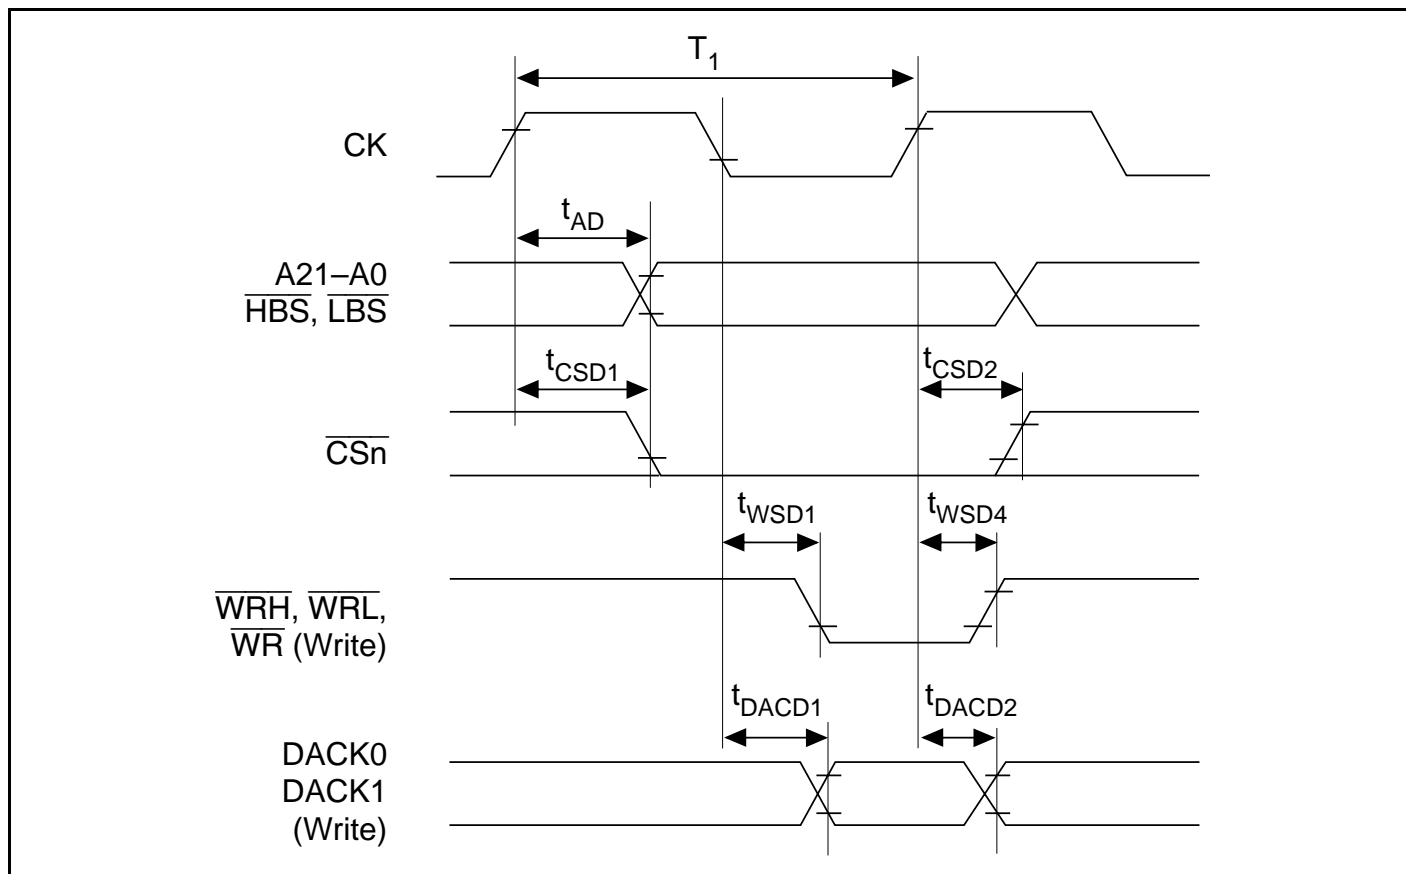 T1
CK
tAD
A21–A0
HBS, LBS
tCSD1 tCSD2
CSn
tWSD1 tWSD4
WRH, WRL,
WR (Write)
tDACD1 tDACD2
DACK0
DACK1
(Write)